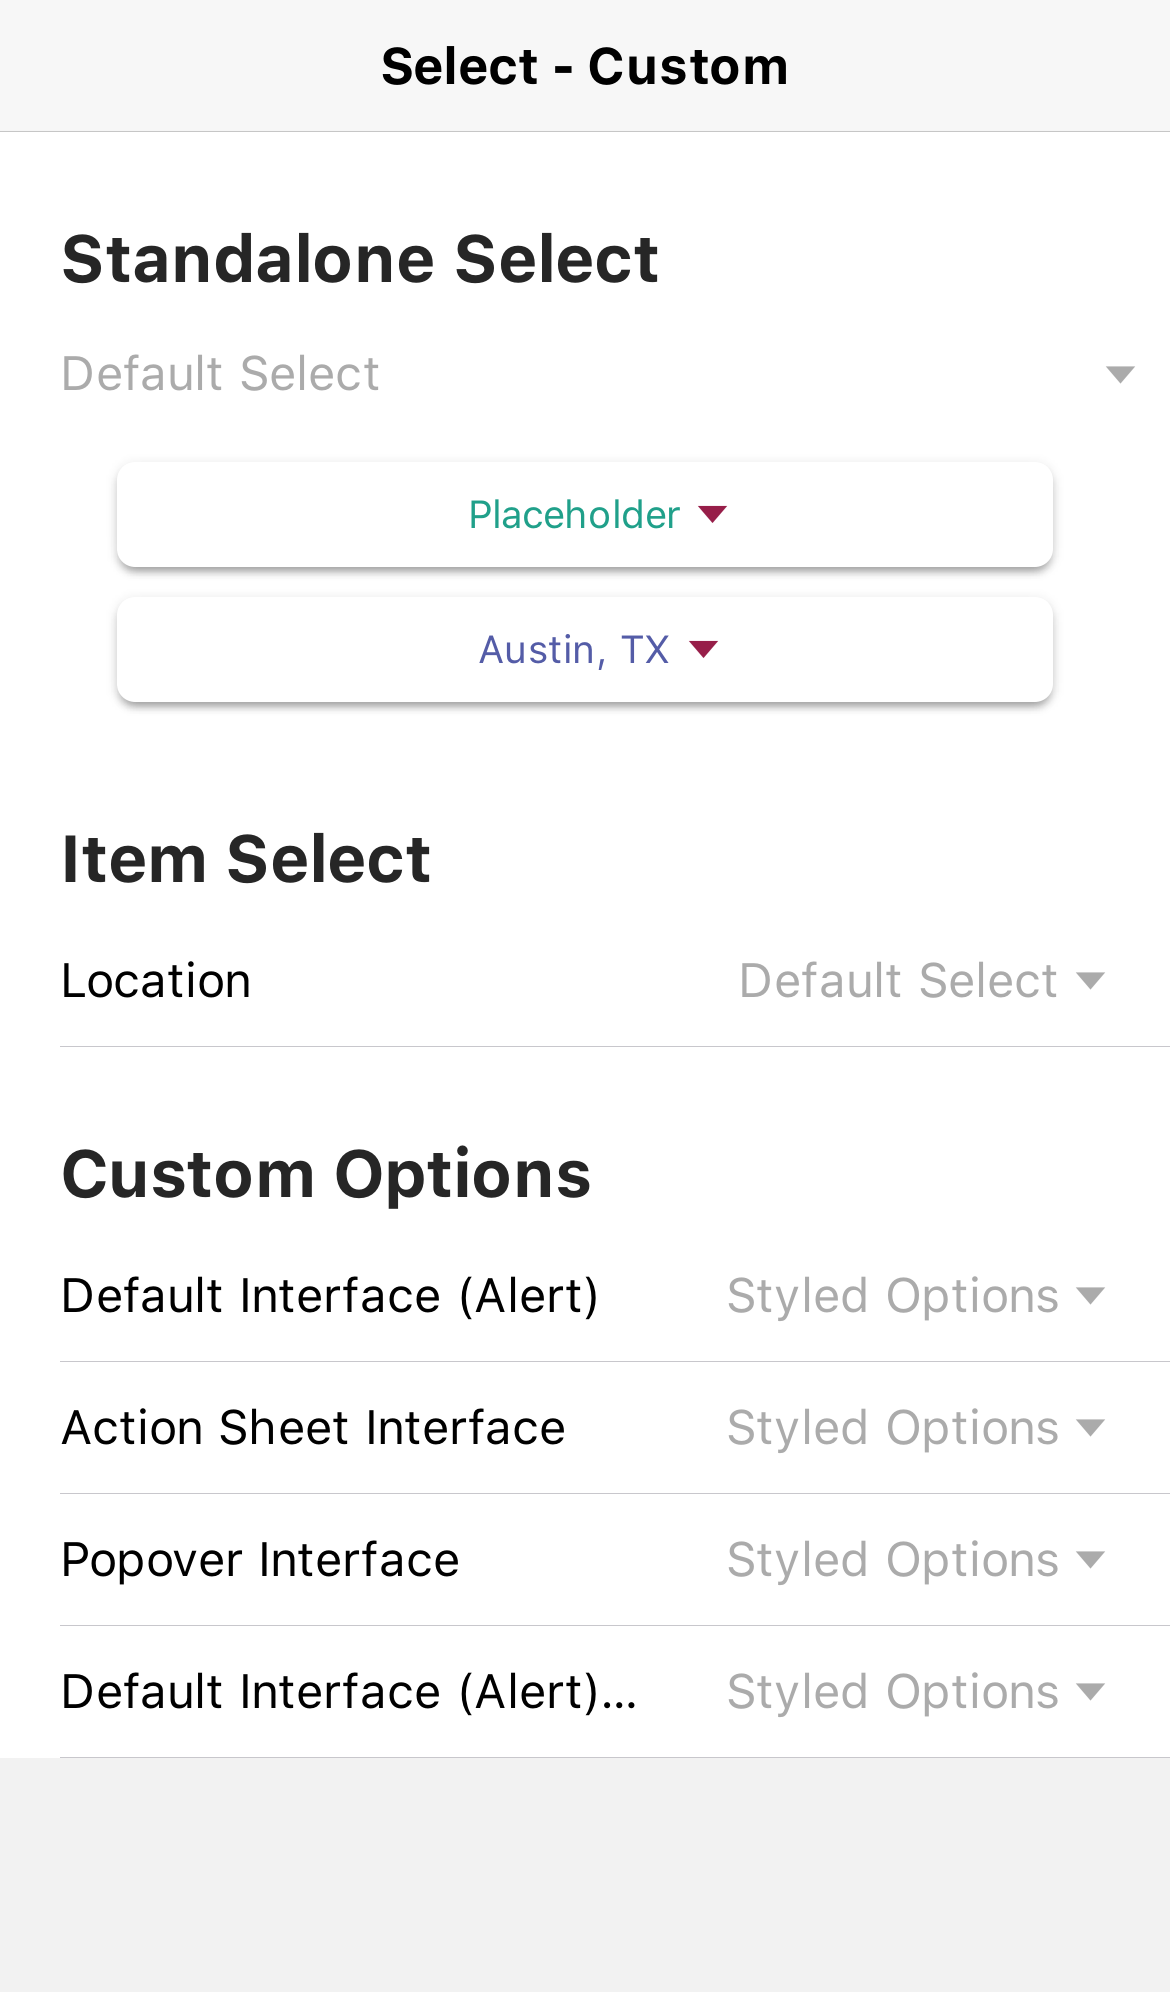 Select - Custom
Standalone Select
Default Select
Placeholder
Austin, TX
Item Select
Location Default Select
Custom Options
Default Interface (Alert) Styled Options
Action Sheet Interface Styled Options
Popover Interface Styled Options
Default Interface (Alert)... Styled Options